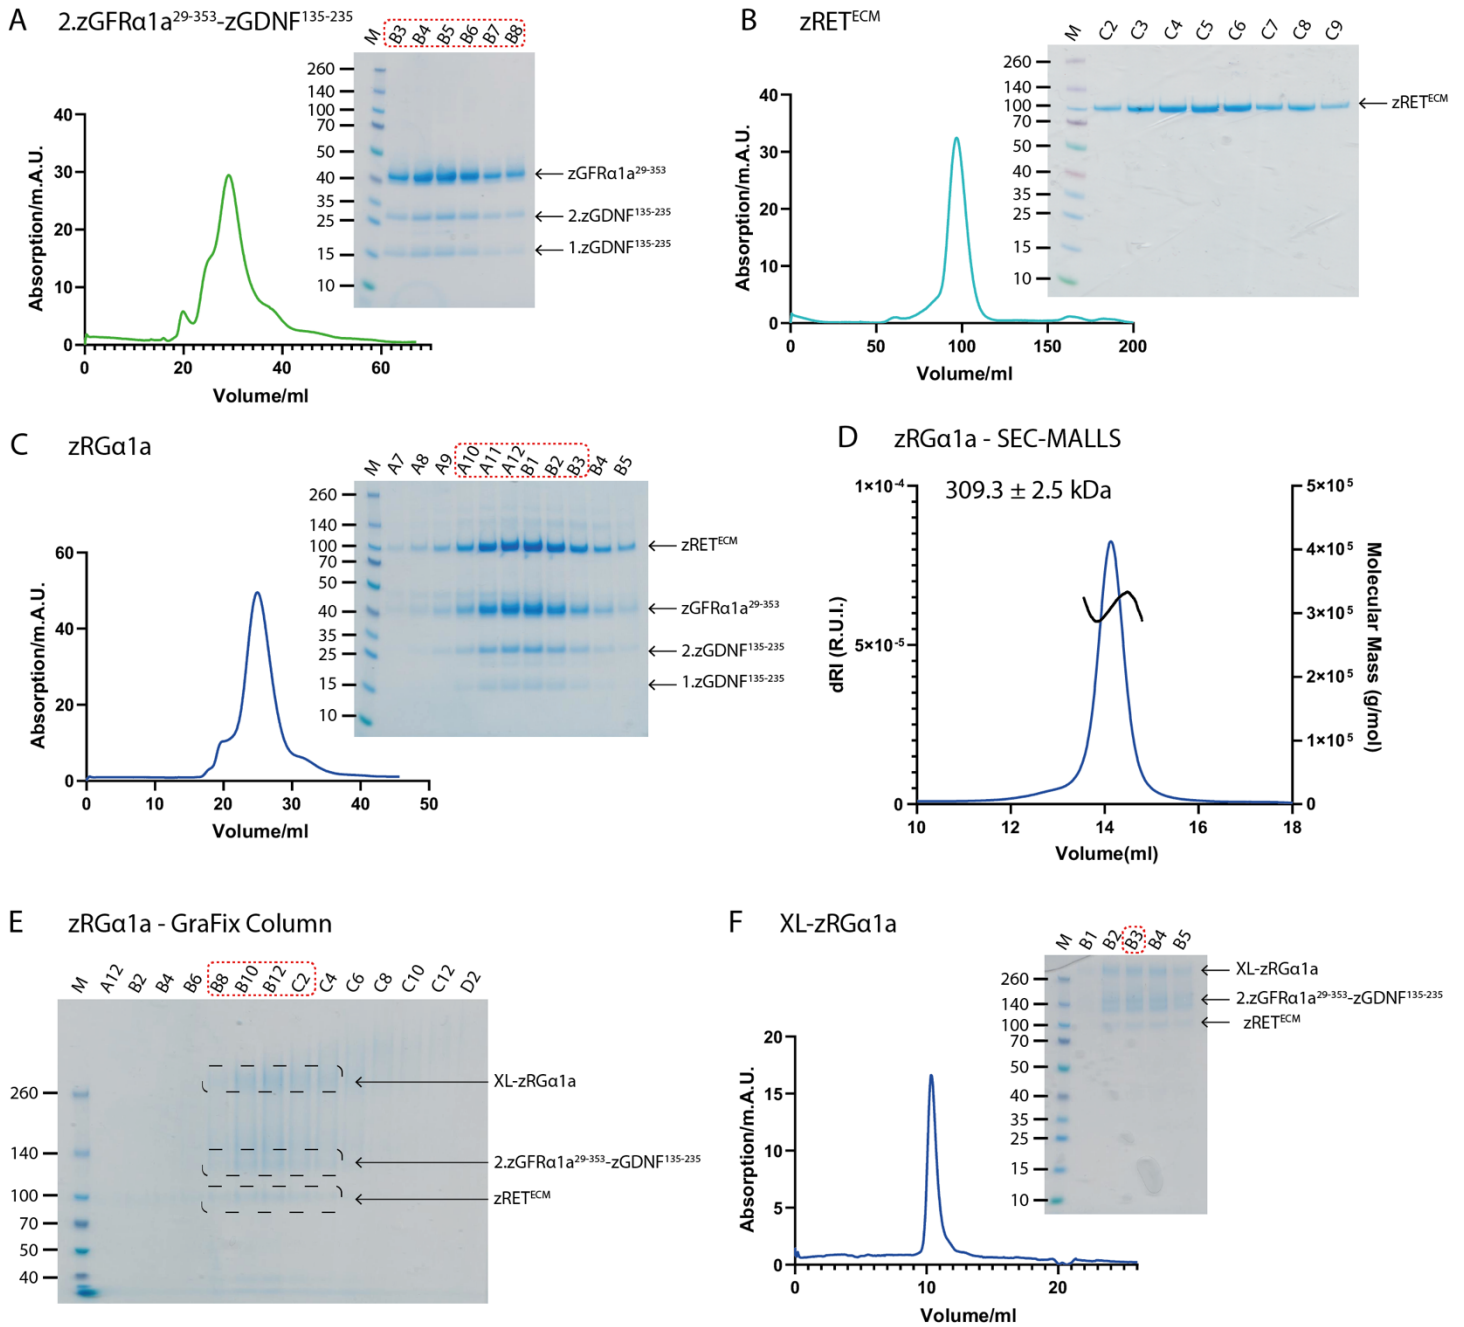 A 2.zGFRα1a²⁹⁻³⁵³-zGDNF¹³⁵⁻²³⁵
M B3 B4 B5 B6 B7 B8
260
140
100
70
50
40
35
25
15
10
zGFRα1a²⁹⁻³⁵³
2.zGDNF¹³⁵⁻²³⁵
1.zGDNF¹³⁵⁻²³⁵
Absorption/m.A.U.
40
30
20
10
0
0 20 40 60
Volume/ml
B zRETᴱᶜᴹ
M C2 C3 C4 C5 C6 C7 C8 C9
260
140
100
70
50
40
35
25
15
10
zRETᴱᶜᴹ
Absorption/m.A.U.
40
30
20
10
0
0 50 100 150 200
Volume/ml
C zRGα1a
M A7 A8 A9 A10 A11 A12 B1 B2 B3 B4 B5
260
140
100
70
50
40
35
25
15
10
zRETᴱᶜᴹ
zGFRα1a²⁹⁻³⁵³
2.zGDNF¹³⁵⁻²³⁵
1.zGDNF¹³⁵⁻²³⁵
Absorption/m.A.U.
60
40
20
0
0 10 20 30 40 50
Volume/ml
D zRGα1a - SEC-MALLS
309.3 ± 2.5 kDa
dRI (R.U.I.)
1×10⁻⁴
5×10⁻⁵
0
5×10⁵
4×10⁵
3×10⁵
2×10⁵
1×10⁵
0
Molecular Mass (g/mol)
10 12 14 16 18
Volume(ml)
E zRGα1a - GraFix Column
M A12 B2 B4 B6 B8 B10 B12 C2 C4 C6 C8 C10 C12 D2
260
140
100
70
50
40
XL-zRGα1a
2.zGFRα1a²⁹⁻³⁵³-zGDNF¹³⁵⁻²³⁵
zRETᴱᶜᴹ
F XL-zRGα1a
M B1 B2 B3 B4 B5
260
140
100
70
50
40
35
25
15
10
XL-zRGα1a
2.zGFRα1a²⁹⁻³⁵³-zGDNF¹³⁵⁻²³⁵
zRETᴱᶜᴹ
Absorption/m.A.U.
20
15
10
5
0
0 10 20
Volume/ml